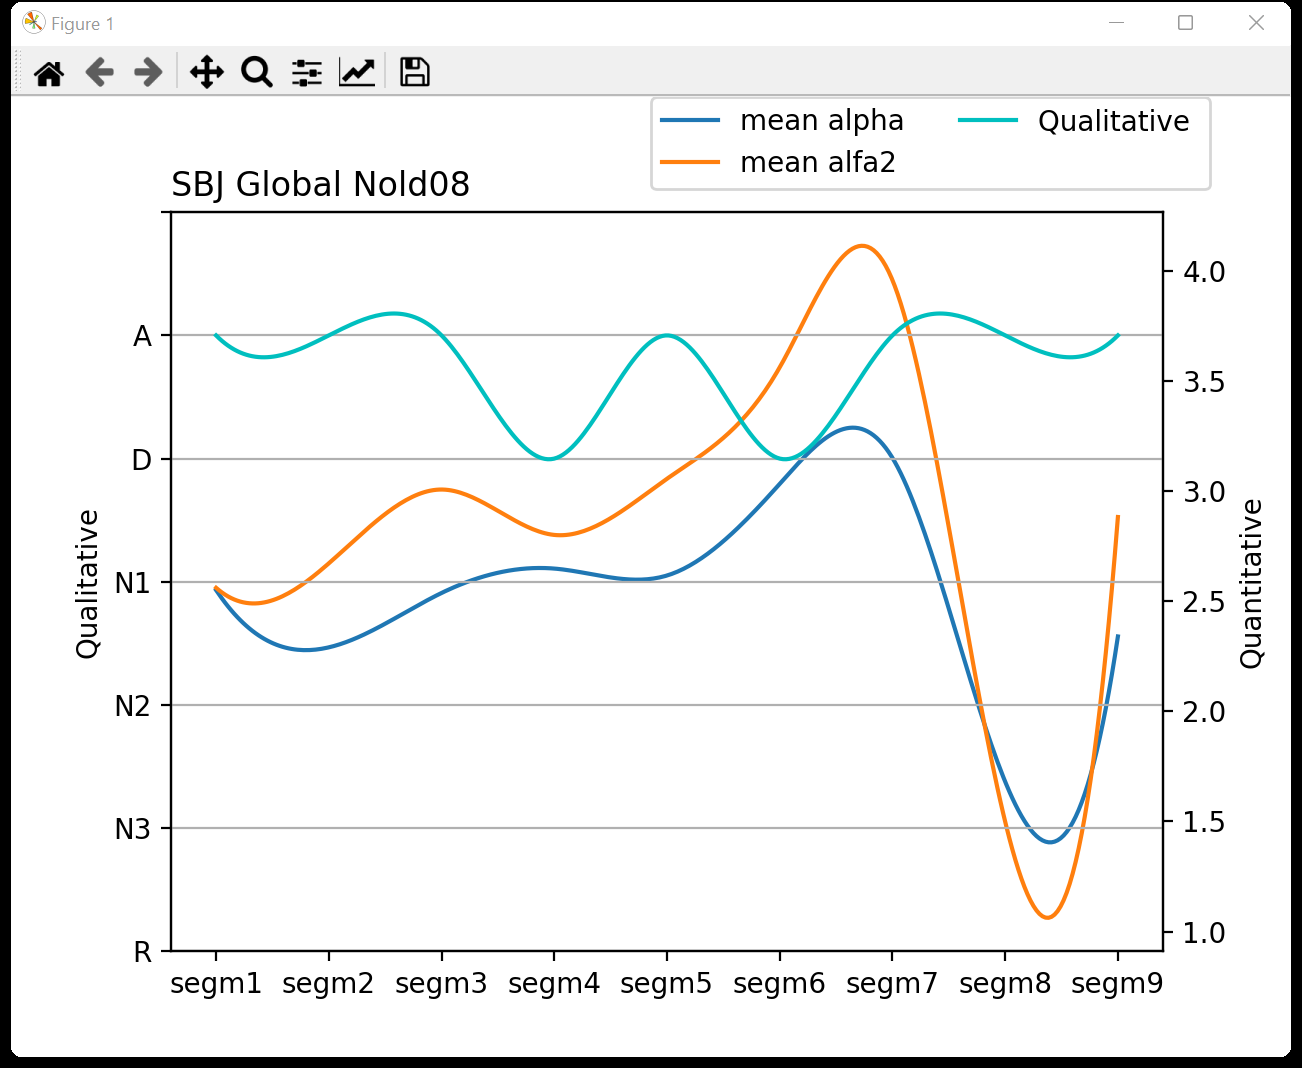 Figure 1
mean alpha
Qualitative
mean alfa2
SBJ Global Nold08
A
D
N1
N2
N3
R
Qualitative
4.0
3.5
3.0
2.5
2.0
1.5
1.0
Quantitative
segm1 segm2 segm3 segm4 segm5 segm6 segm7 segm8 segm9